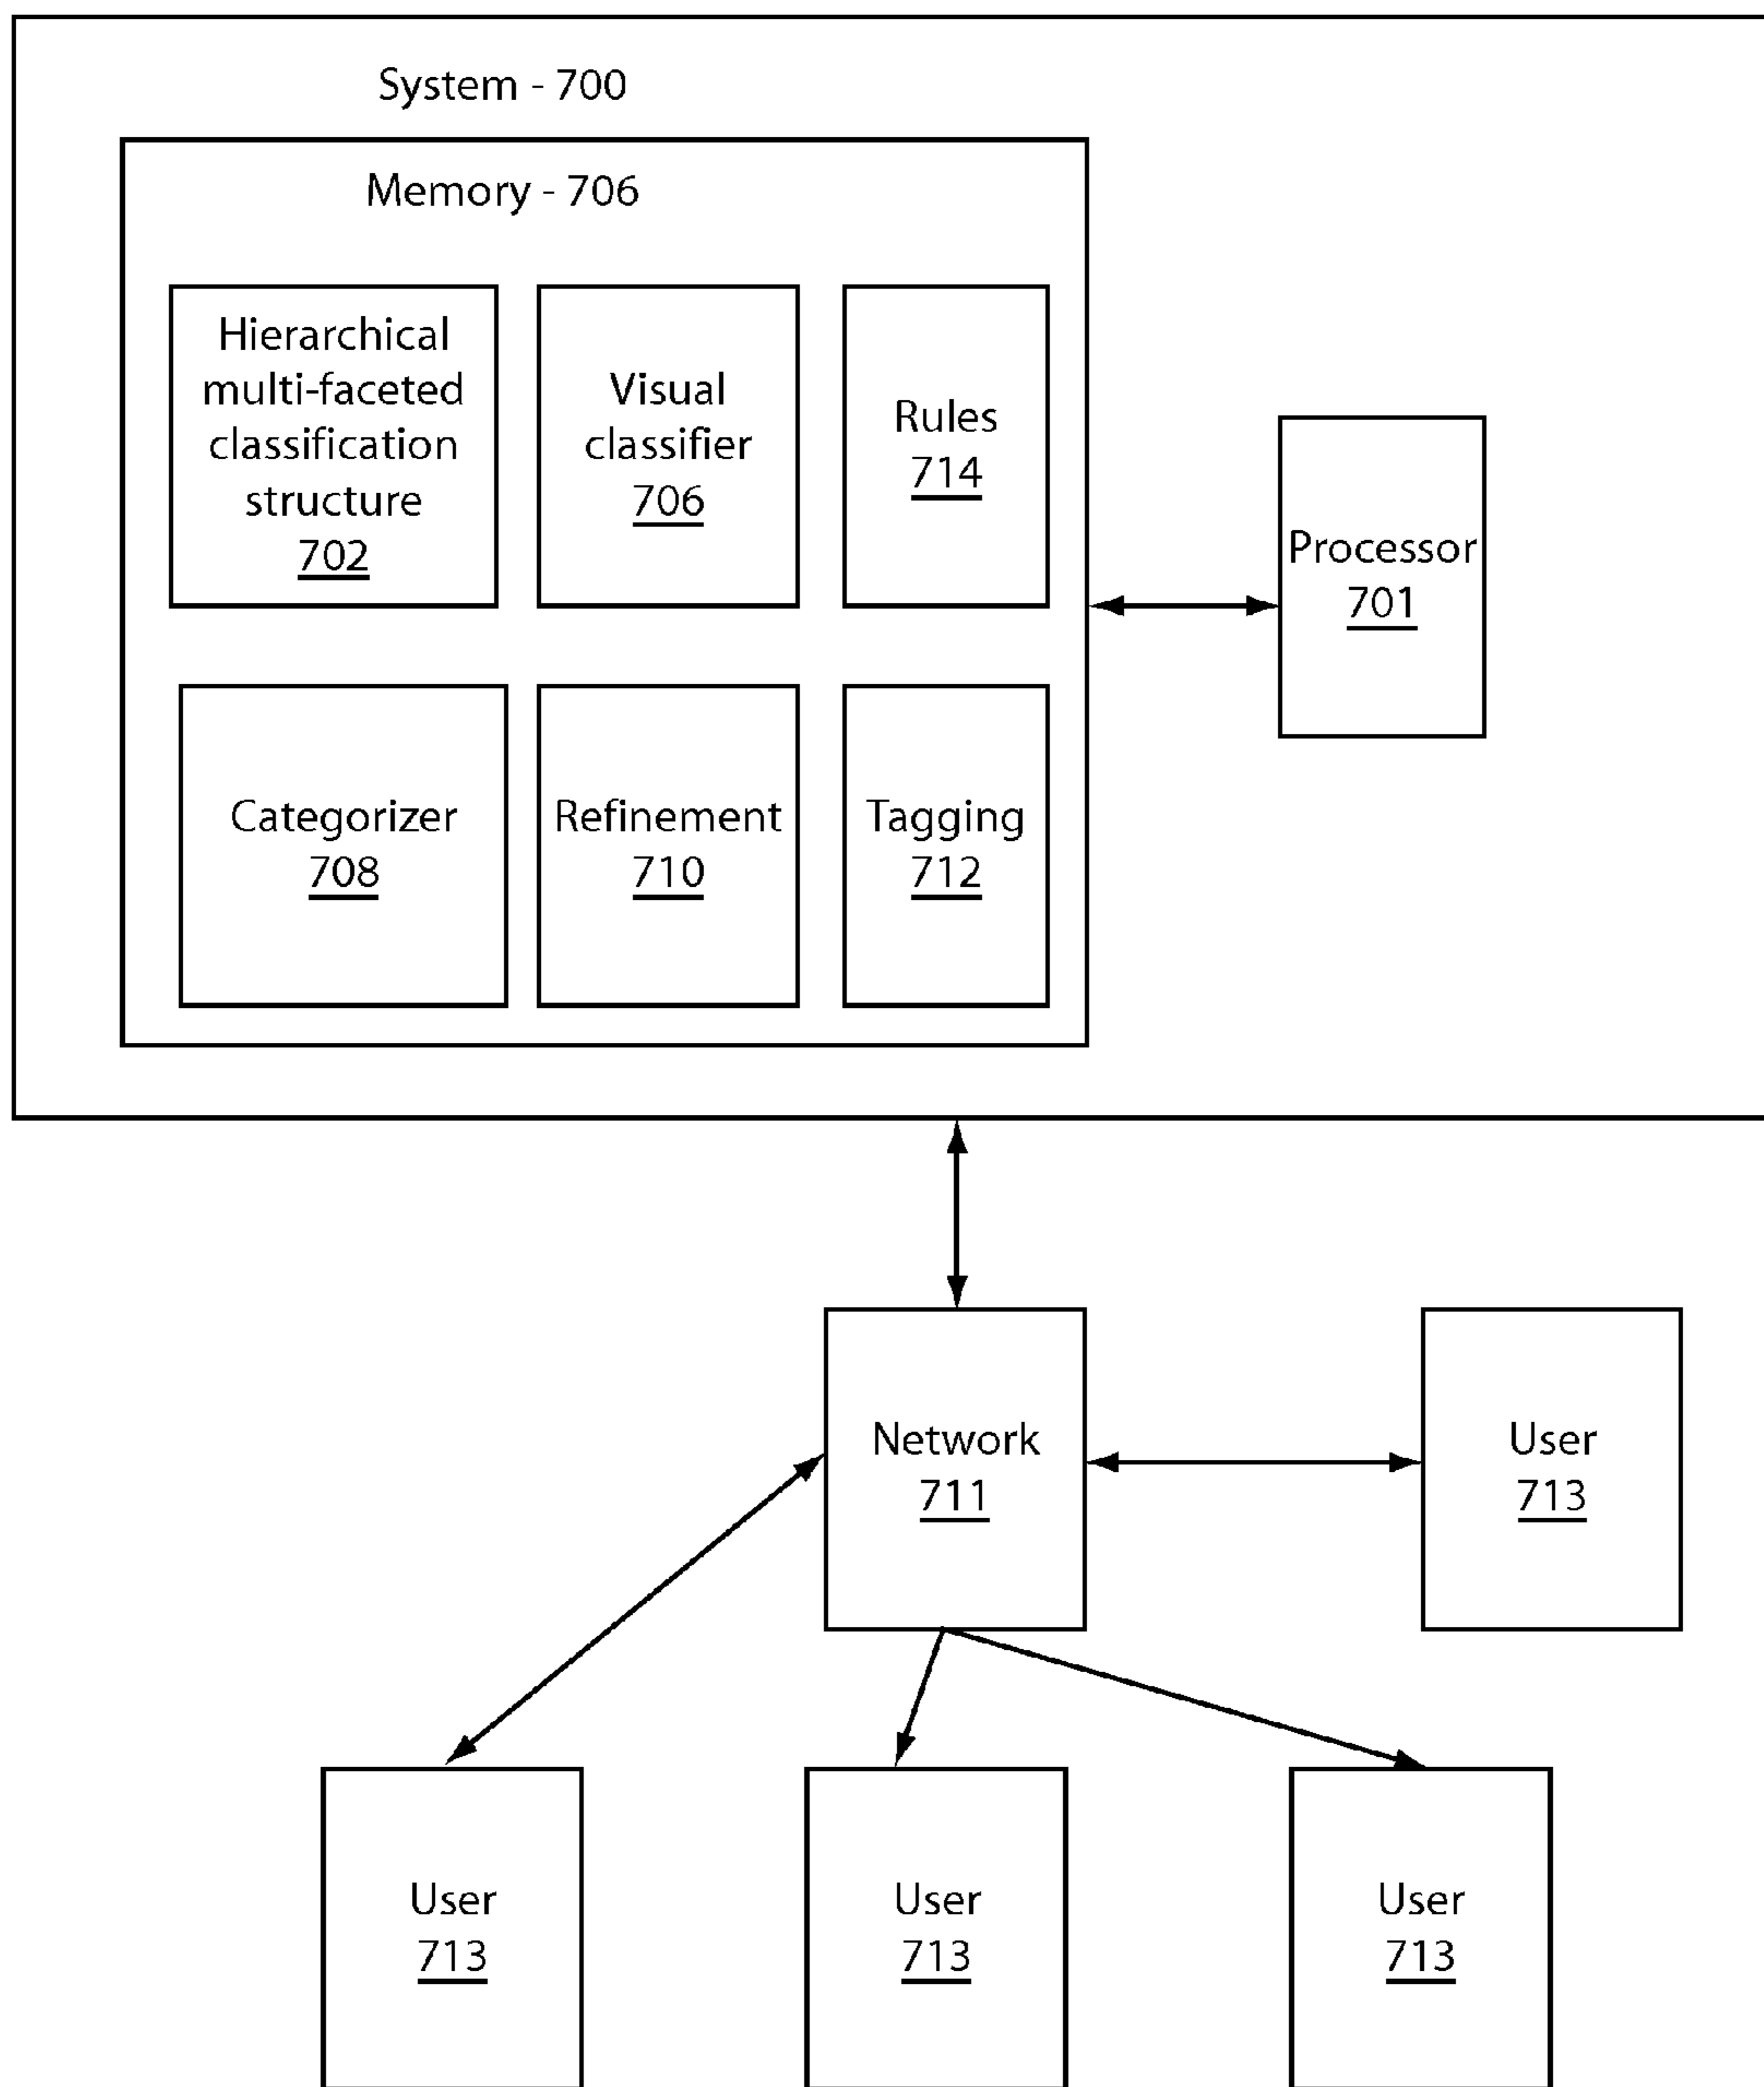 System - 700
Memory - 706
Hierarchical
multi-faceted
classification
structure
702
Visual
classifier
706
Rules
714
Processor
701
Categorizer
708
Refinement
710
Tagging
712
Network
711
User
713
User
713
User
713
User
713